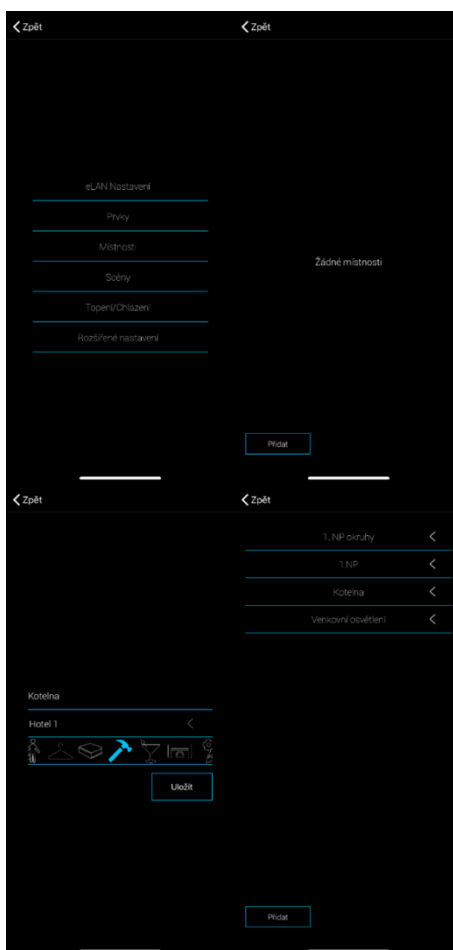 Zpět
eLAN Nastavení
Prvky
Místnosti
Scény
Topení/Chlazení
Rozšířené nastavení
Zpět
Žádné místnosti
Přidat
Zpět
Kotelna
Hotel 1
Uložit
Zpět
1. NP okruhy
1.NP
Kotelna
Venkovní osvětlení
Přidat